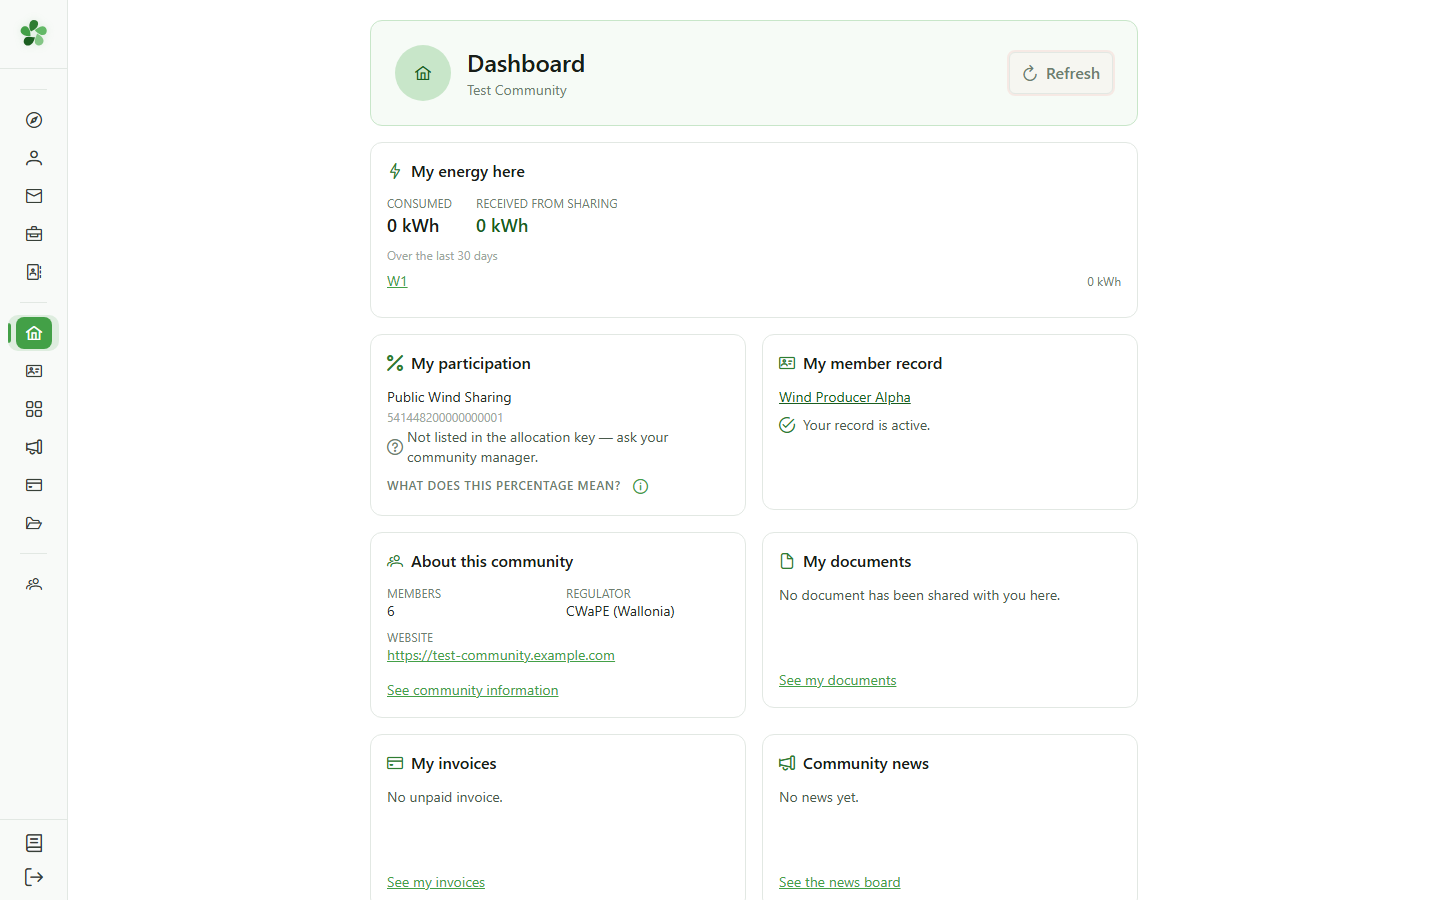 Dashboard
Test Community
Refresh
My energy here
CONSUMED
RECEIVED FROM SHARING
0 kWh
0 kWh
Over the last 30 days
W1
0 kWh
My participation
Public Wind Sharing
541448200000000001
Not listed in the allocation key — ask your
community manager.
WHAT DOES THIS PERCENTAGE MEAN?
My member record
Wind Producer Alpha
Your record is active.
About this community
MEMBERS
REGULATOR
6
CWaPE (Wallonia)
WEBSITE
https://test-community.example.com
See community information
My documents
No document has been shared with you here.
See my documents
My invoices
No unpaid invoice.
See my invoices
Community news
No news yet.
See the news board